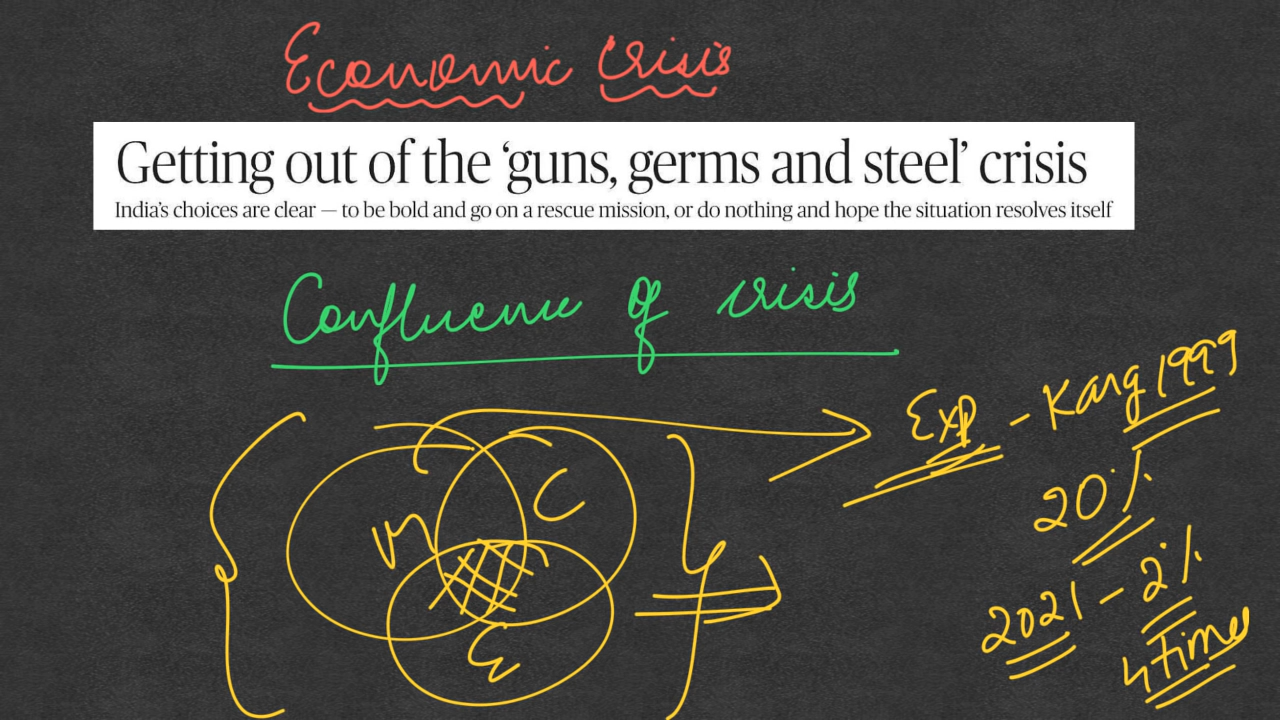 Economic Crisis
Getting out of the ‘guns, germs and steel’ crisis
India’s choices are clear — to be bold and go on a rescue mission, or do nothing and hope the situation resolves itself
Confluence of crisis
Exp - Karg 1999
M C
20%
E
2021 - 2%
4 Times